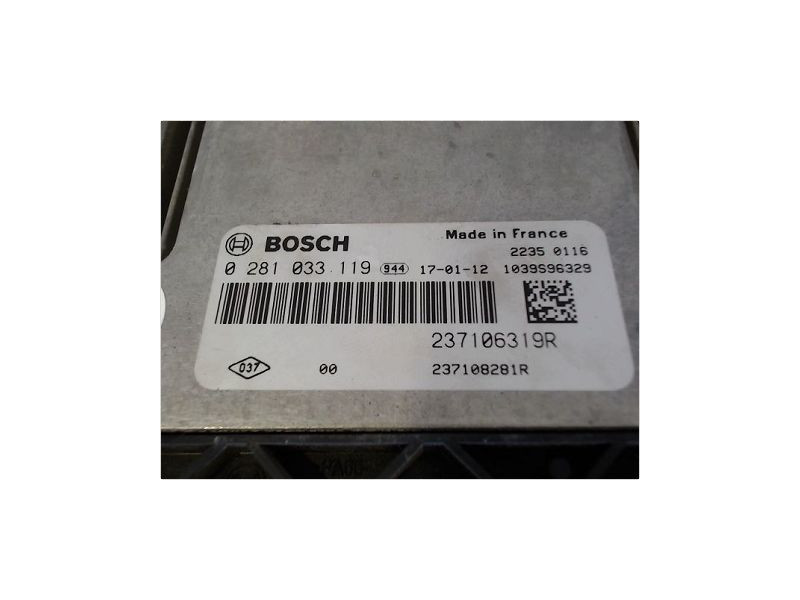 BOSCH
Made in France
2235 0116
0 281 033 119 944 17-01-12 1039S96329
237106319R
037 00 237108281R